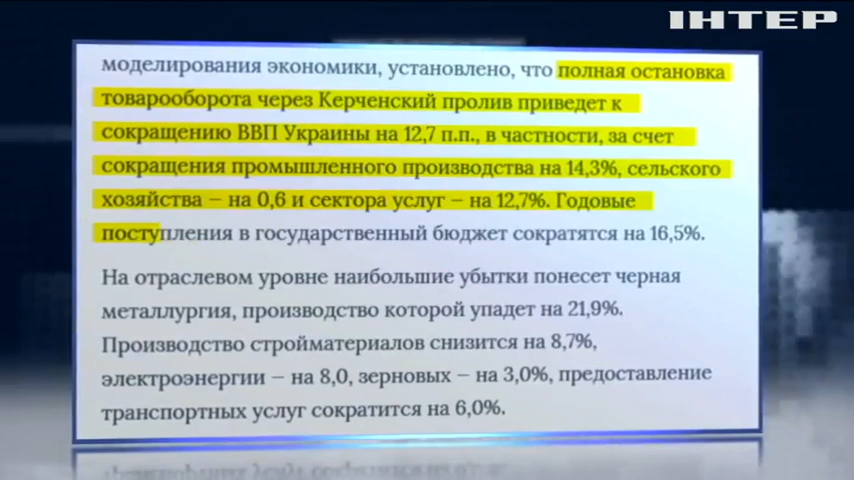 ІНТЕР
моделирования экономики, установлено, что полная остановка
товарооборота через Керченский пролив приведет к
сокращению ВВП Украины на 12,7 п.п., в частности, за счет
сокращения промышленного производства на 14,3%, сельского
хозяйства – на 0,6 и сектора услуг – на 12,7%. Годовые
поступления в государственный бюджет сократятся на 16,5%.
На отраслевом уровне наибольшие убытки понесет черная
металлургия, производство которой упадет на 21,9%.
Производство стройматериалов снизится на 8,7%,
электроэнергии – на 8,0, зерновых – на 3,0%, предоставление
транспортных услуг сократится на 6,0%.